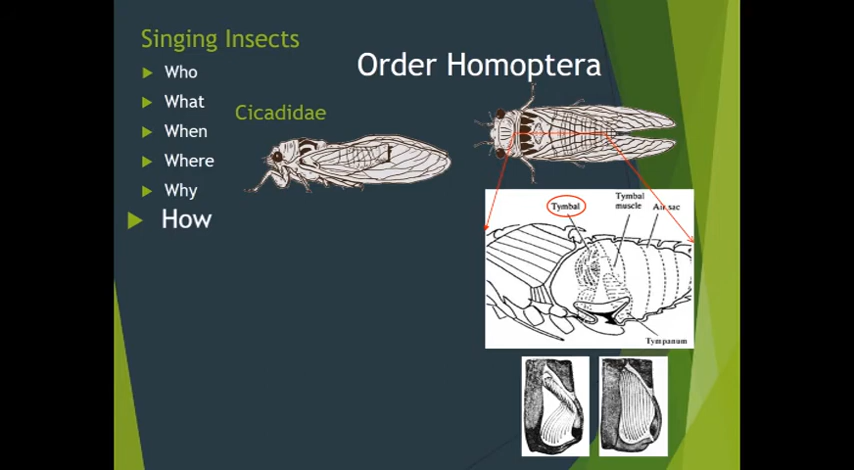 Singing Insects
Who
What
When
Where
Why
How
Order Homoptera
Cicadidae
Tymbal
Tymbal
muscle
Air sac
Tympanum